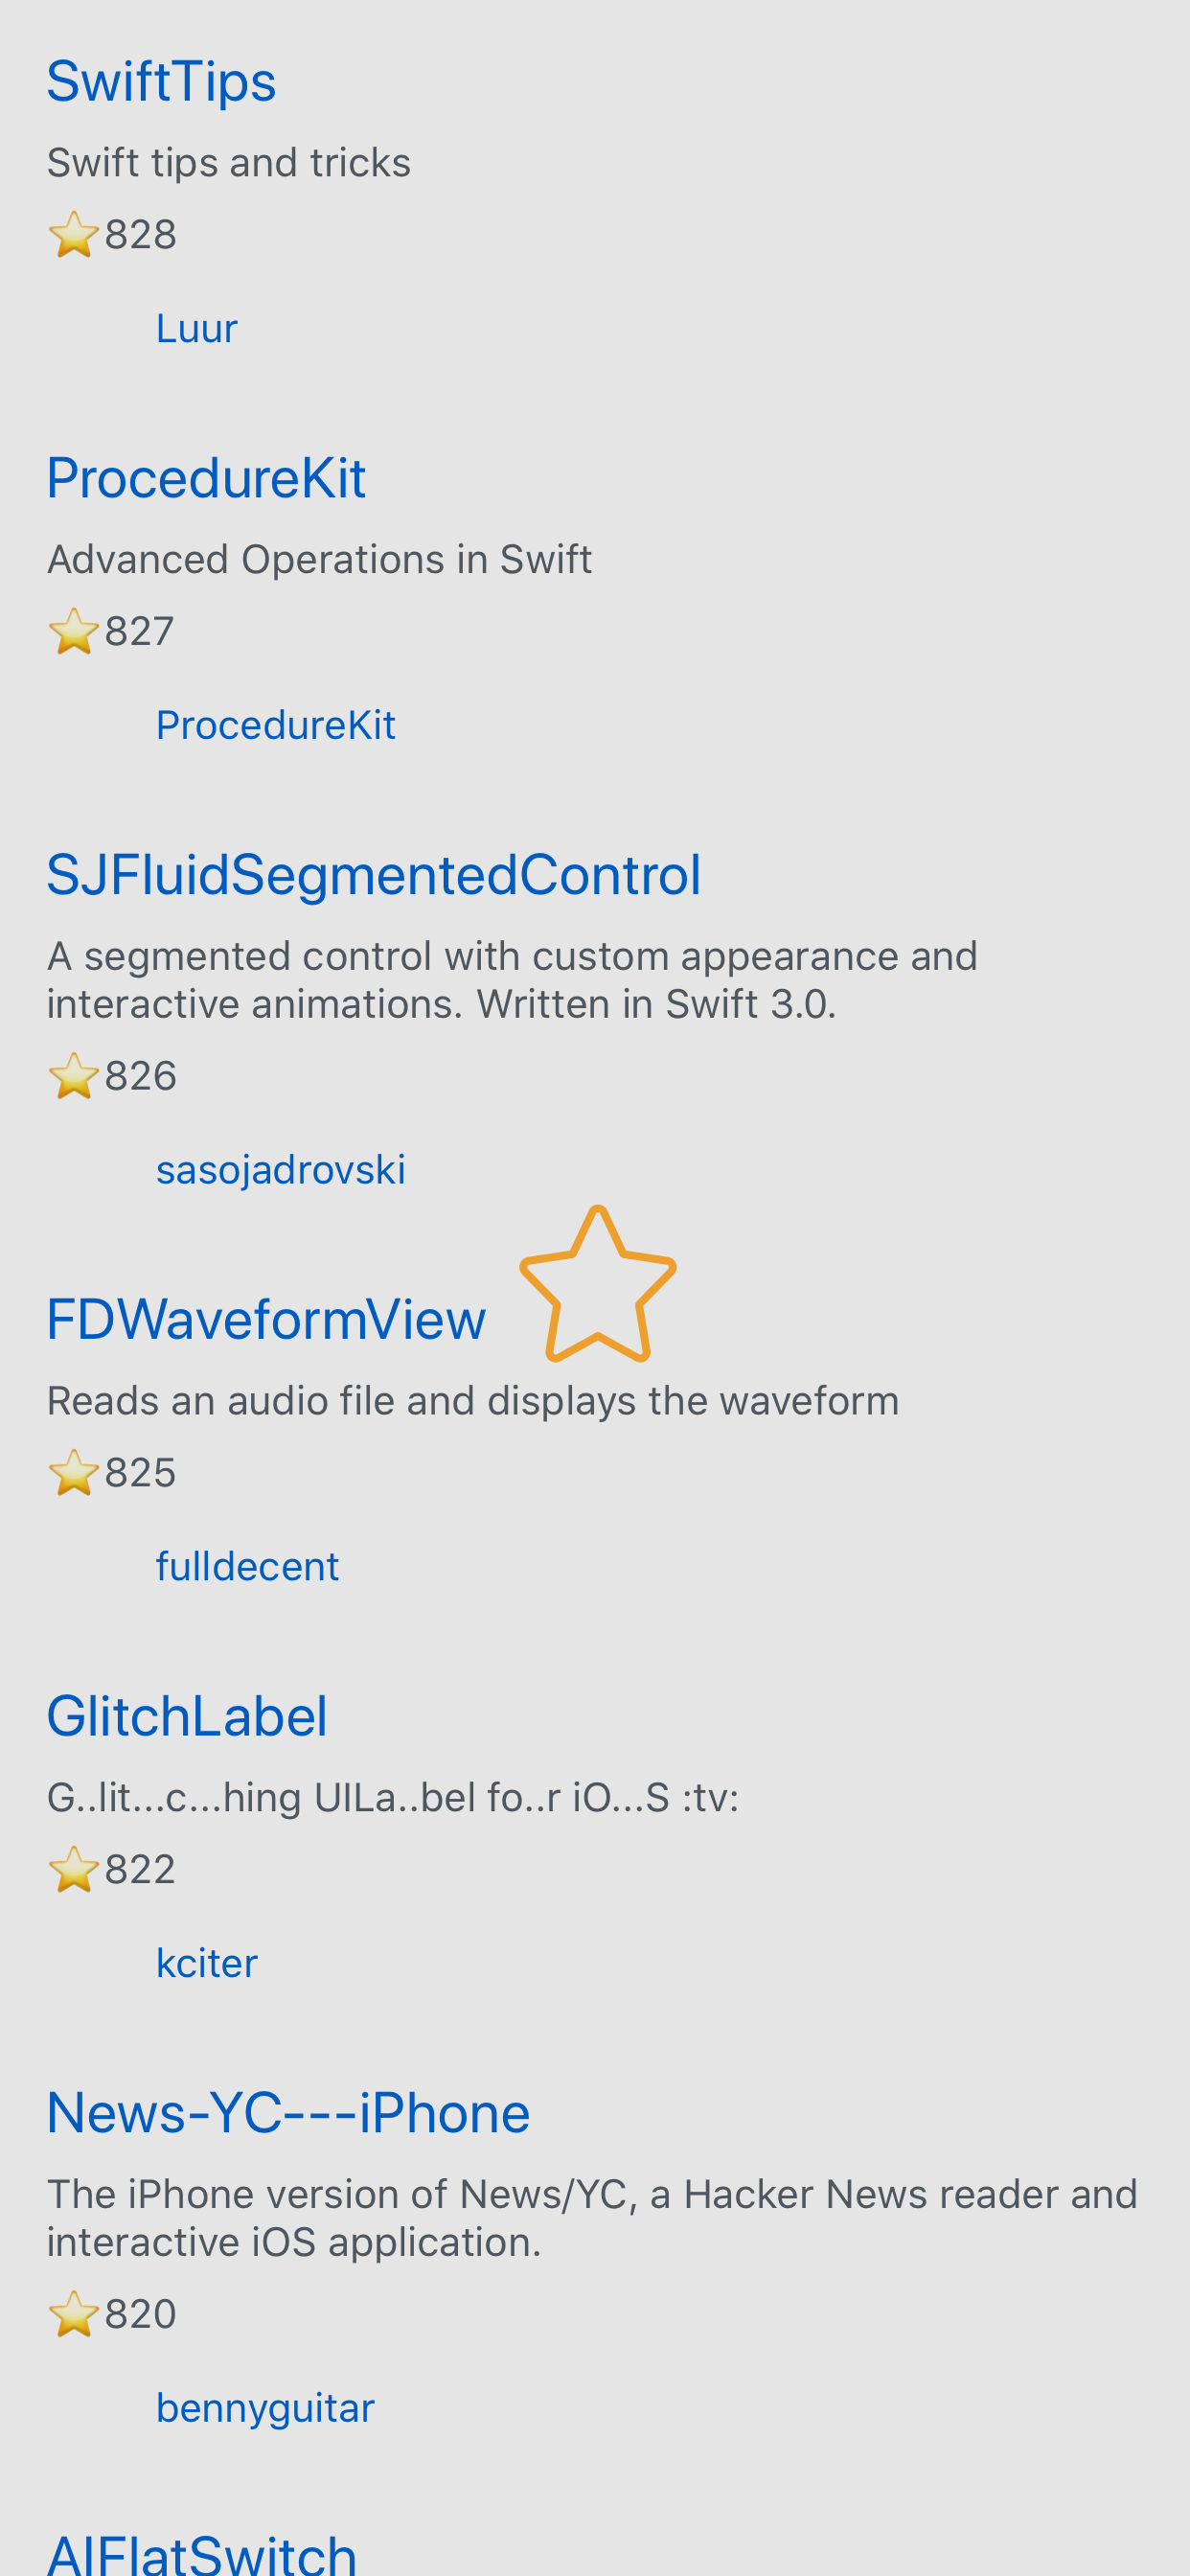 SwiftTips
Swift tips and tricks
⭐828
Luur
ProcedureKit
Advanced Operations in Swift
⭐827
ProcedureKit
SJFluidSegmentedControl
A segmented control with custom appearance and
interactive animations. Written in Swift 3.0.
⭐826
sasojadrovski
FDWaveformView
Reads an audio file and displays the waveform
⭐825
fulldecent
GlitchLabel
G..lit...c...hing UILa..bel fo..r iO...S :tv:
⭐822
kciter
News-YC---iPhone
The iPhone version of News/YC, a Hacker News reader and
interactive iOS application.
⭐820
bennyguitar
AIFlatSwitch